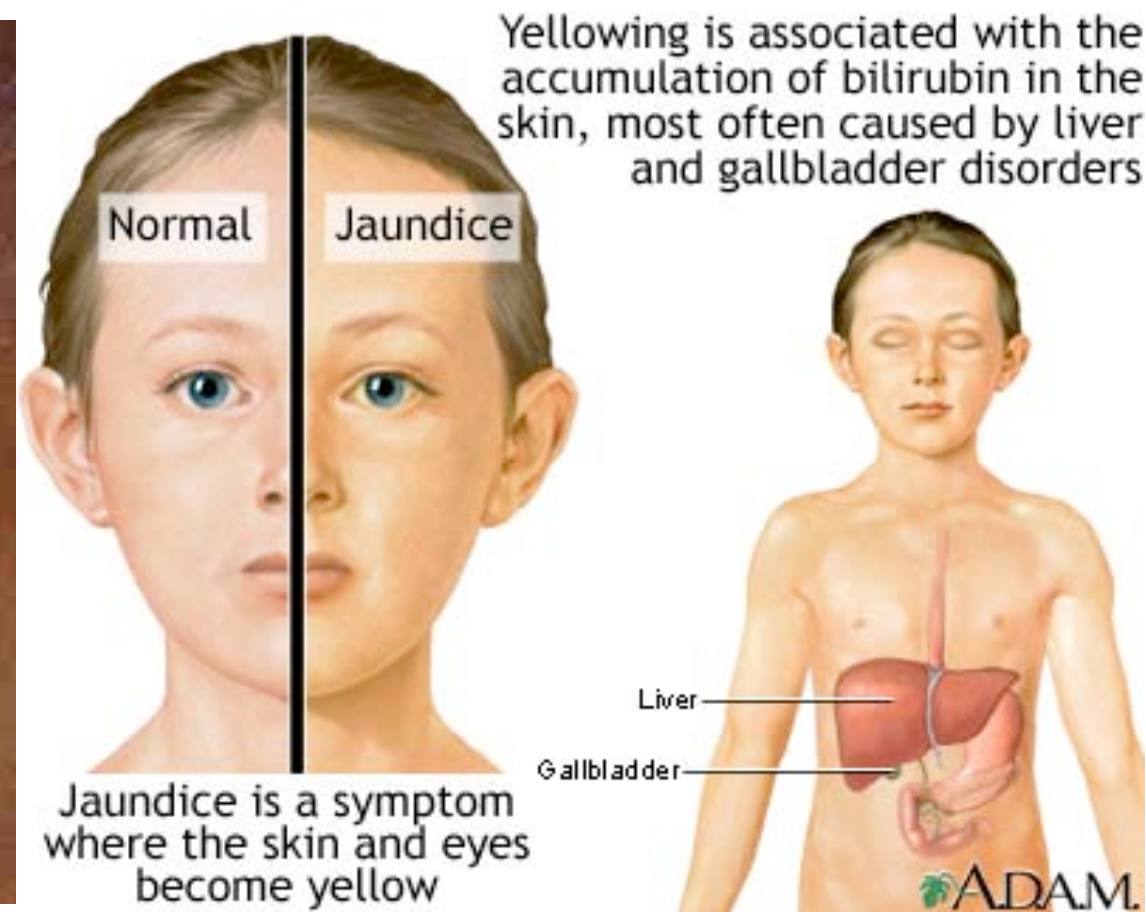 Yellowing is associated with the
accumulation of bilirubin in the
skin, most often caused by liver
and gallbladder disorders
Normal
Jaundice
Liver
Gallbladder
Jaundice is a symptom
where the skin and eyes
become yellow
A.D.A.M.